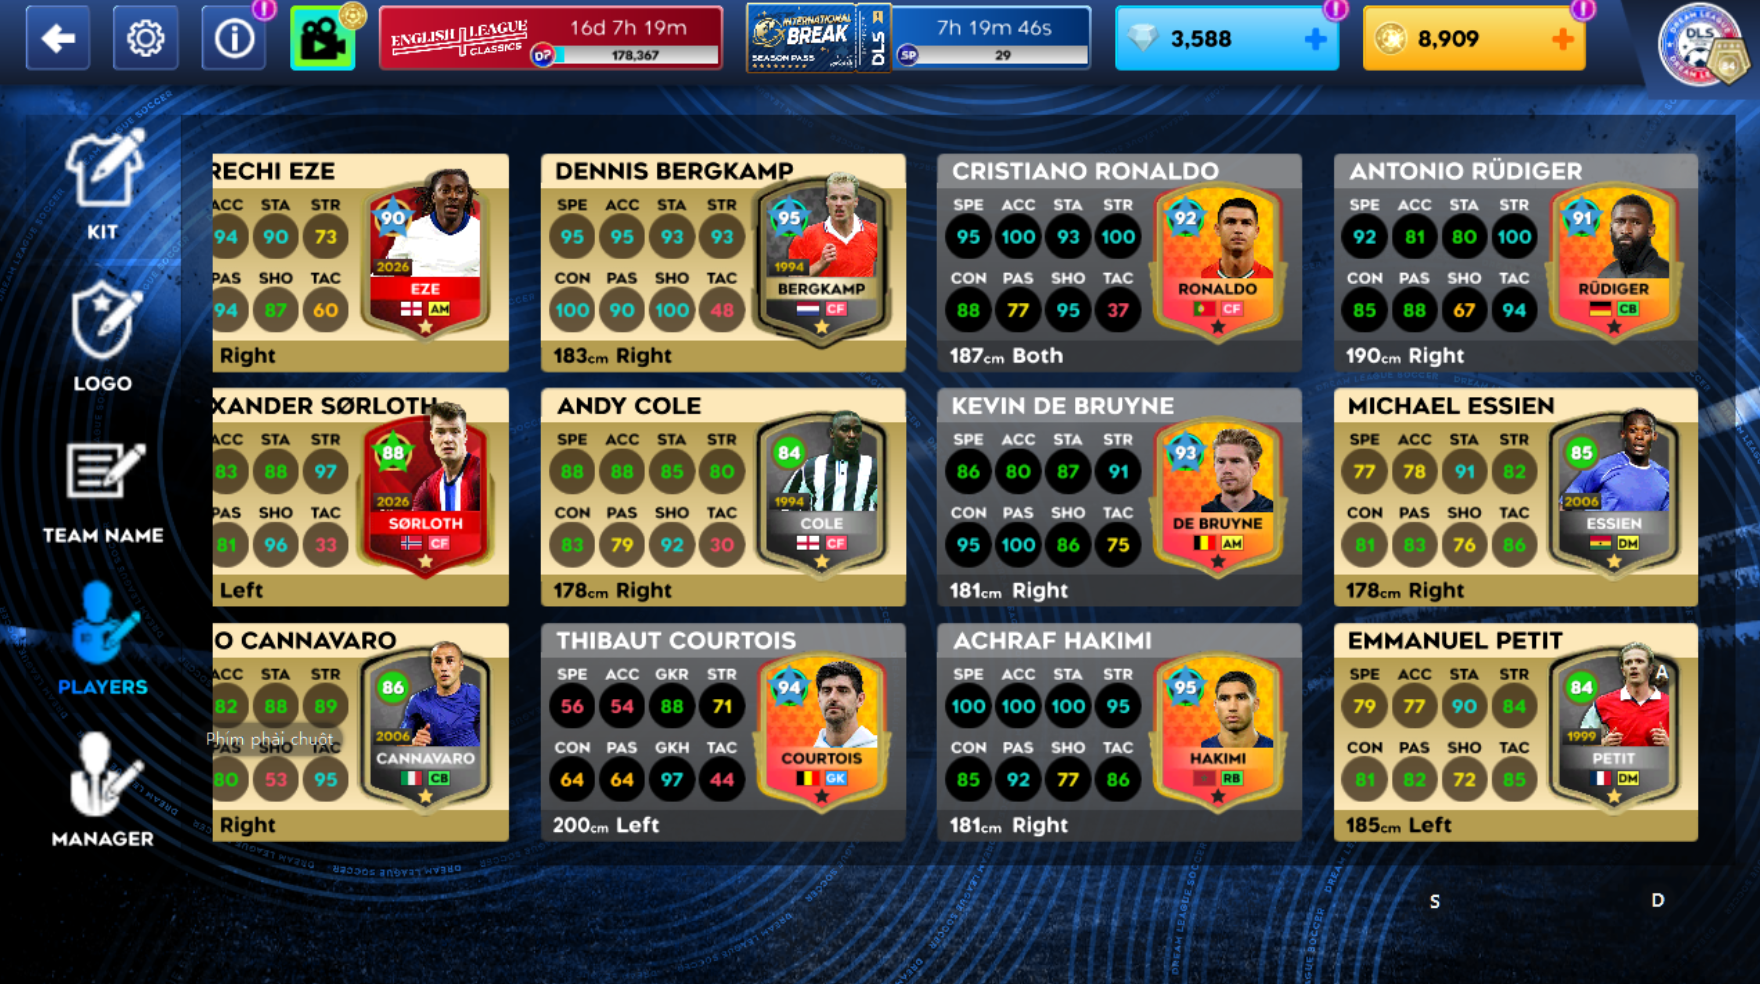 ENGLISH LEAGUE
CLASSICS
16d 7h 19m
DP
178,367
INTERNATIONAL
BREAK
SEASON PASS
DLS
7h 19m 46s
SP
29
3,588
8,909
DLS
84
KIT
LOGO
TEAM NAME
PLAYERS
MANAGER
RECHI EZE
ACC STA STR
94 90 73
PAS SHO TAC
94 87 60
90
2026
EZE
AM
Right
DENNIS BERGKAMP
SPE ACC STA STR
95 95 93 93
CON PAS SHO TAC
100 90 100 48
95
1994
BERGKAMP
CF
183cm Right
CRISTIANO RONALDO
SPE ACC STA STR
95 100 93 100
CON PAS SHO TAC
88 77 95 37
92
RONALDO
CF
187cm Both
ANTONIO RÜDIGER
SPE ACC STA STR
92 81 80 100
CON PAS SHO TAC
85 88 67 94
91
RÜDIGER
CB
190cm Right
XANDER SØRLOTH
ACC STA STR
83 88 97
PAS SHO TAC
81 96 33
88
2026
SØRLOTH
CF
Left
ANDY COLE
SPE ACC STA STR
88 88 85 80
CON PAS SHO TAC
83 79 92 30
84
1994
COLE
CF
178cm Right
KEVIN DE BRUYNE
SPE ACC STA STR
86 80 87 91
CON PAS SHO TAC
95 100 86 75
93
DE BRUYNE
AM
181cm Right
MICHAEL ESSIEN
SPE ACC STA STR
77 78 91 82
CON PAS SHO TAC
81 83 76 86
85
2006
ESSIEN
DM
178cm Right
O CANNAVARO
ACC STA STR
82 88 89
Phím phải chuột
PAS SHO TAC
80 53 95
86
2006
CANNAVARO
CB
Right
THIBAUT COURTOIS
SPE ACC GKR STR
56 54 88 71
CON PAS GKH TAC
64 64 97 44
94
COURTOIS
GK
200cm Left
ACHRAF HAKIMI
SPE ACC STA STR
100 100 100 95
CON PAS SHO TAC
85 92 77 86
95
HAKIMI
RB
181cm Right
EMMANUEL PETIT
SPE ACC STA STR
79 77 90 84
CON PAS SHO TAC
81 82 72 85
84
A
1999
PETIT
DM
185cm Left
S
D